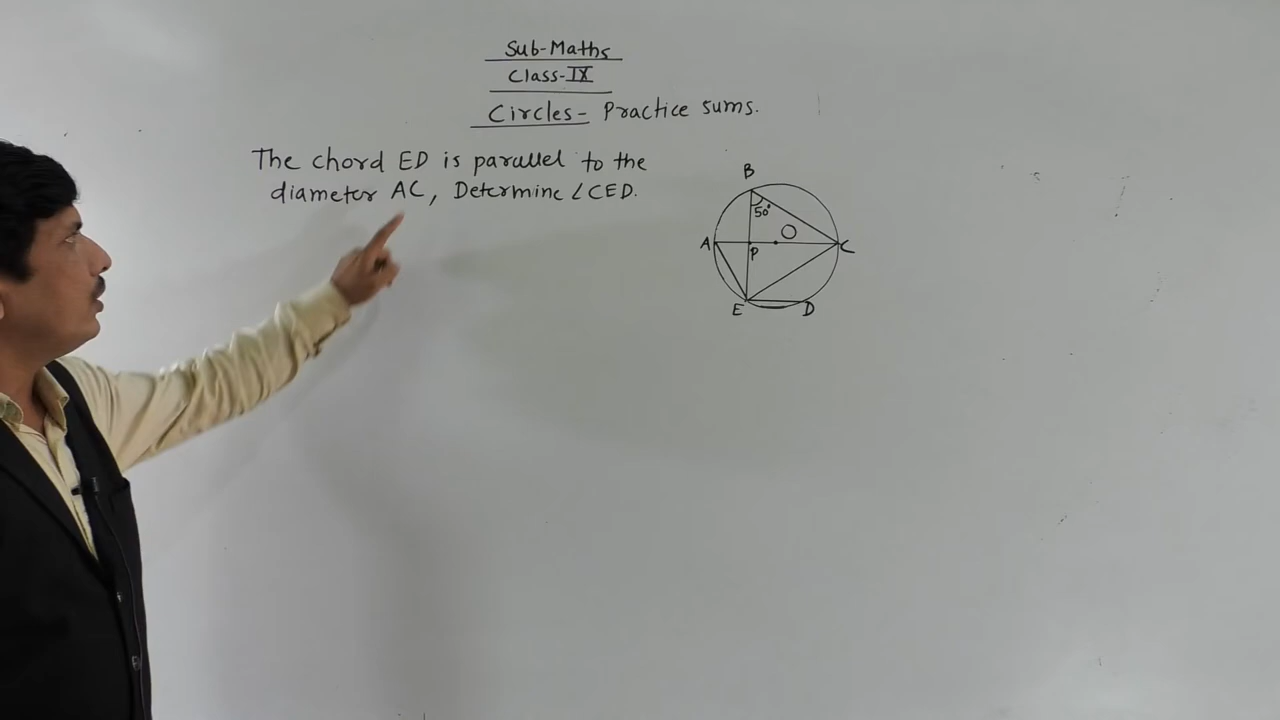 Sub-Maths
Class-IX
Circles- Practice sums.
The chord ED is parallel to the
diameter AC, Determine ∠CED.
B
50°
A
P
O
C
E
D